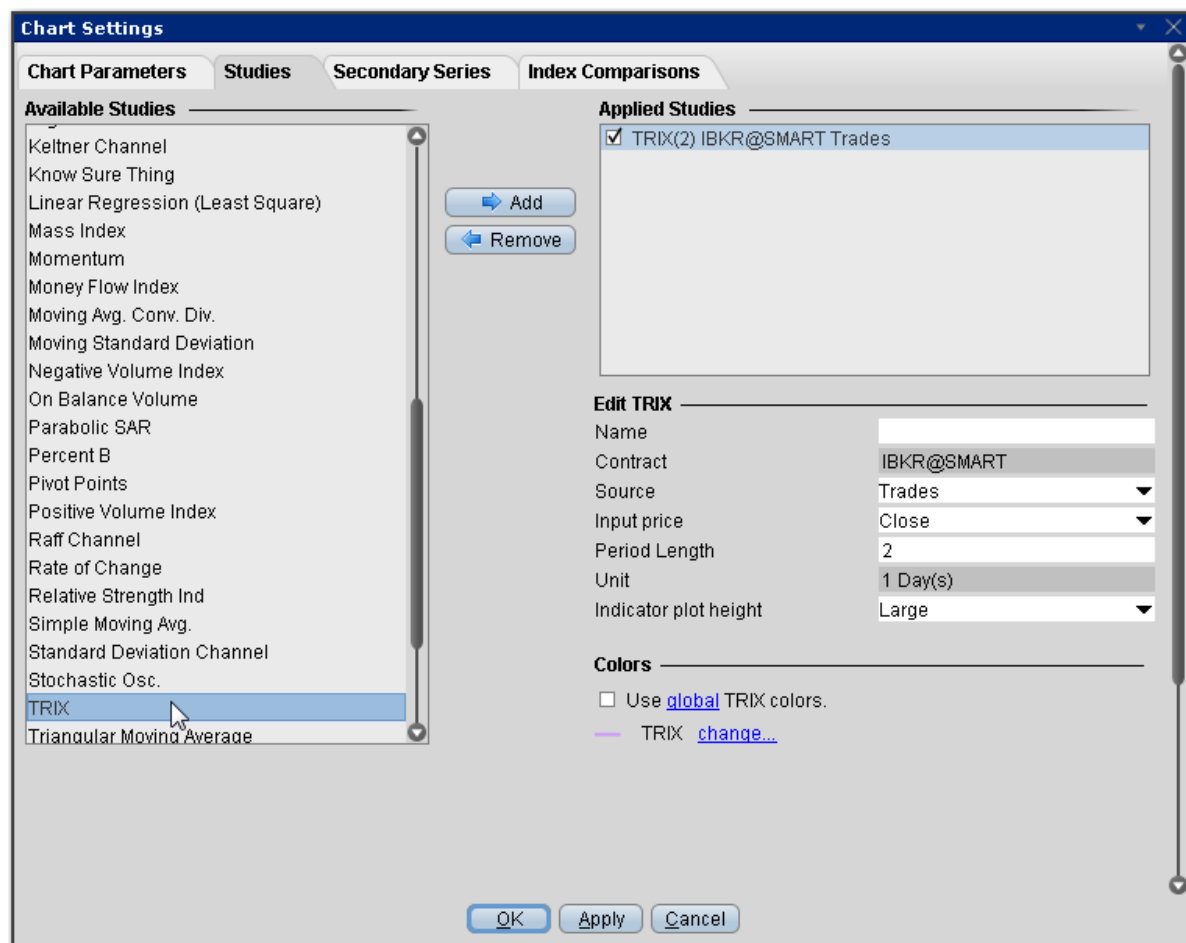 Chart Settings
Chart Parameters Studies Secondary Series Index Comparisons
Available Studies
Keltner Channel
Know Sure Thing
Linear Regression (Least Square)
Mass Index
Momentum
Money Flow Index
Moving Avg. Conv. Div.
Moving Standard Deviation
Negative Volume Index
On Balance Volume
Parabolic SAR
Percent B
Pivot Points
Positive Volume Index
Raff Channel
Rate of Change
Relative Strength Ind
Simple Moving Avg.
Standard Deviation Channel
Stochastic Osc.
TRIX
Triangular Moving Average
Add
Remove
Applied Studies
TRIX(2) IBKR@SMART Trades
Edit TRIX
Name
Contract IBKR@SMART
Source Trades
Input price Close
Period Length 2
Unit 1 Day(s)
Indicator plot height Large
Colors
Use global TRIX colors.
TRIX change...
OK Apply Cancel